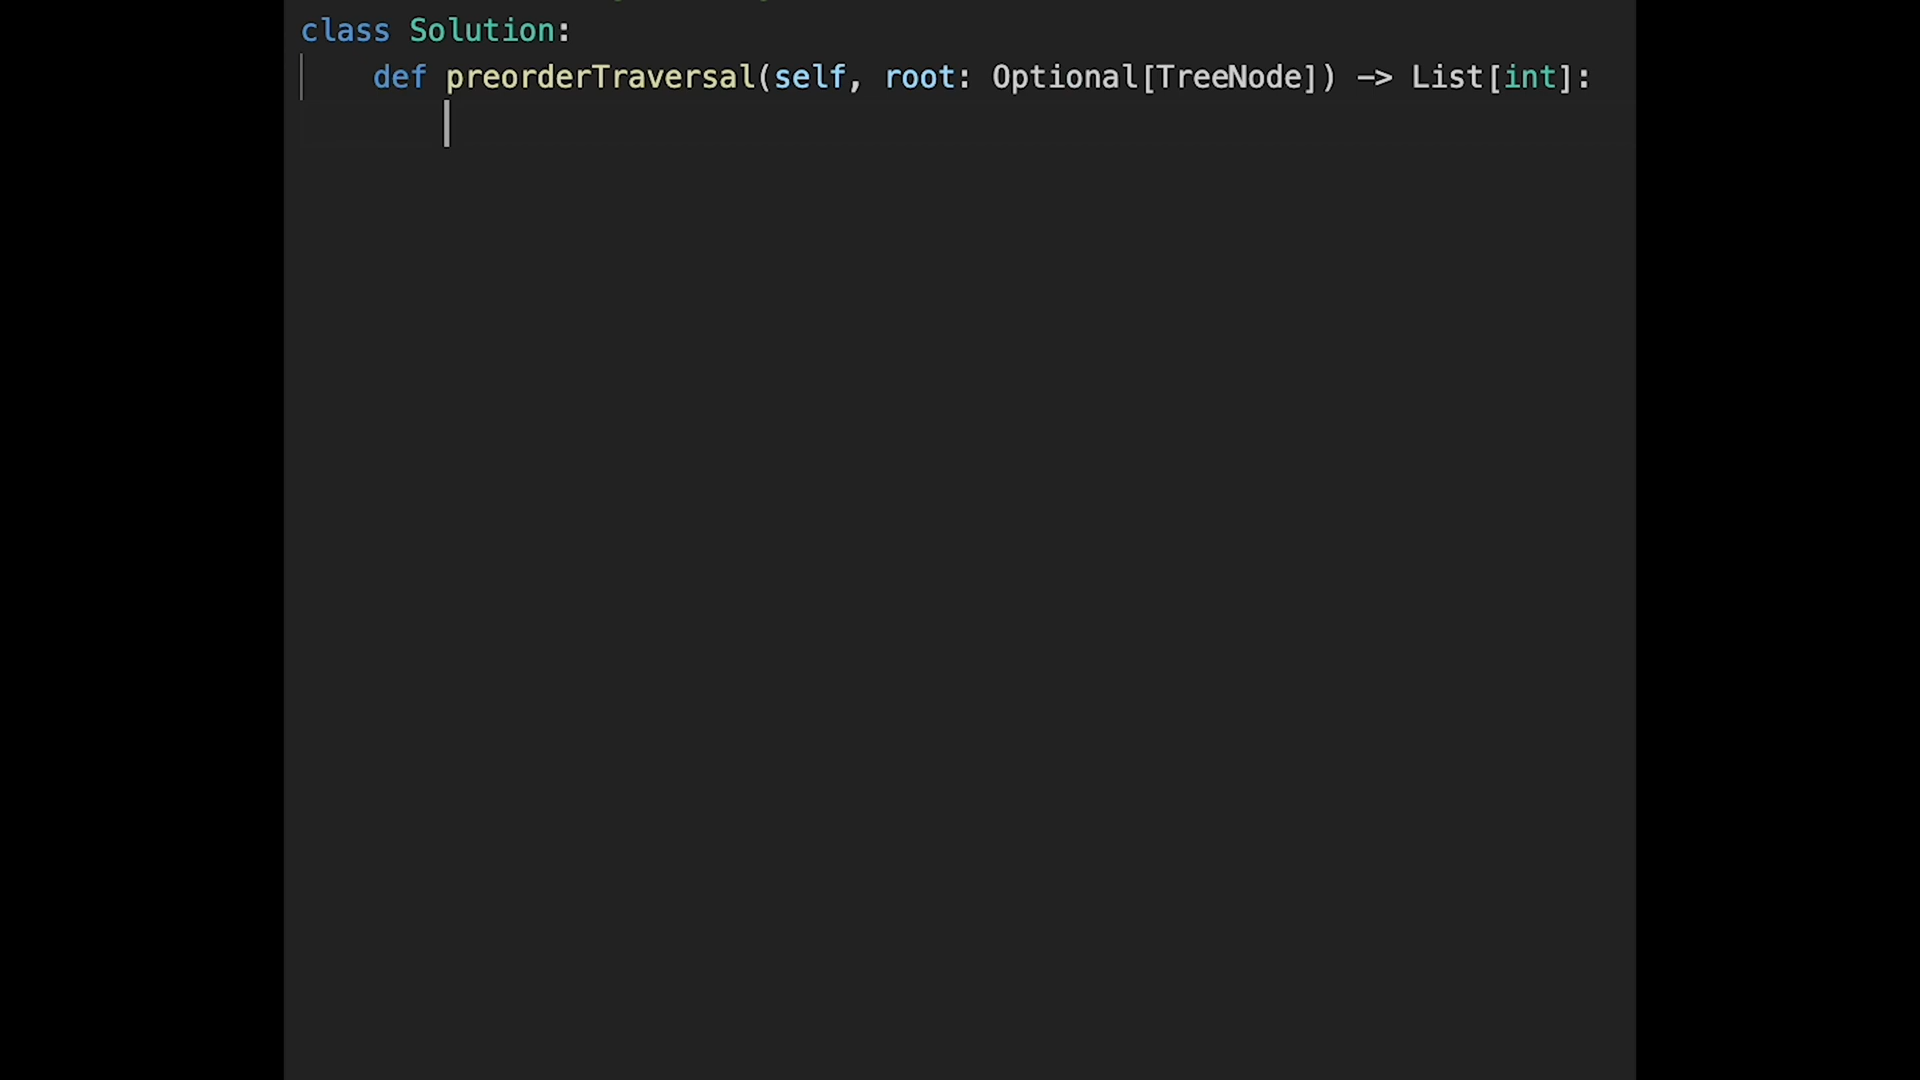 class Solution:
def preorderTraversal(self, root: Optional[TreeNode]) -> List[int]: